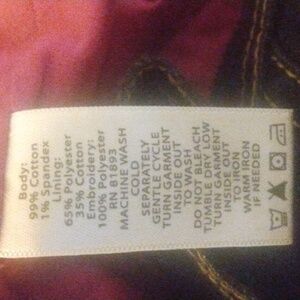 Body:
99% Cotton
1% Spandex
Lining:
65% Polyester
35% Cotton
Embroidery:
100% Polyester
RN 81893
MACHINE WASH
COLD
SEPARATELY
GENTLE CYCLE
TURN GARMENT
INSIDE OUT
TO WASH
DO NOT BLEACH
TUMBLE DRY LOW
TURN GARMENT
INSIDE OUT
TO IRON
WARM IRON
IF NEEDED